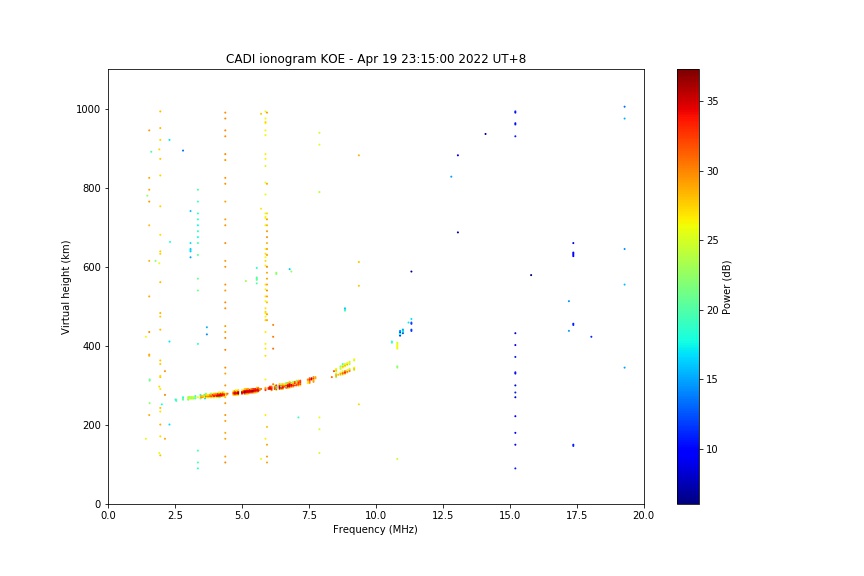 CADI ionogram KOE - Apr 19 23:15:00 2022 UT+8
1000
800
600
400
200
0
Virtual height (km)
0.0 2.5 5.0 7.5 10.0 12.5 15.0 17.5 20.0
Frequency (MHz)
35
30
25
20
15
10
Power (dB)